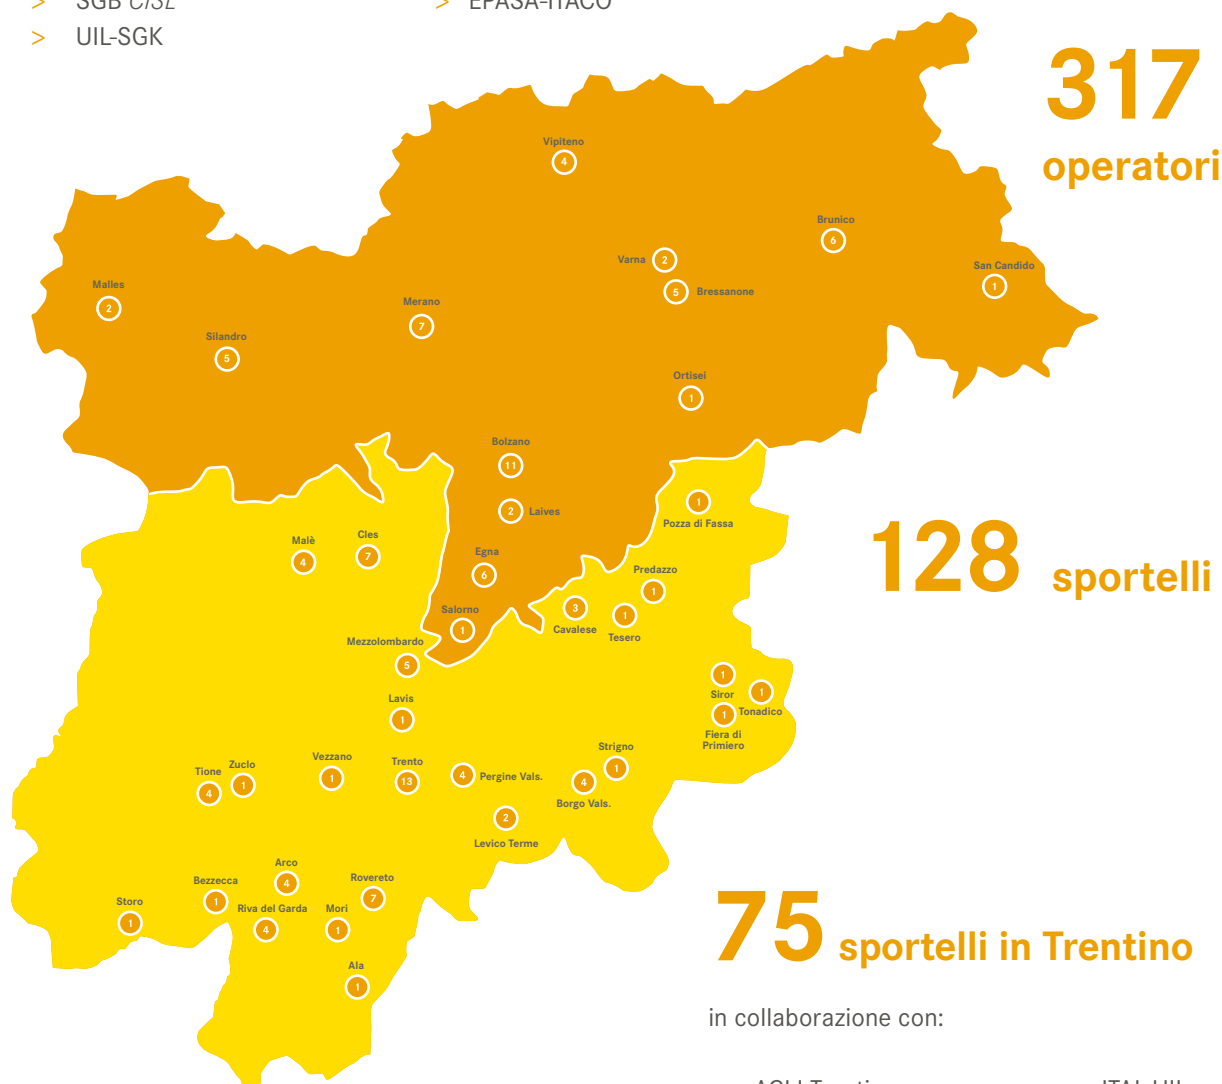 > SGB CISL
> EPASA-ITACO
> UIL-SGK
317
operatori
Vipiteno
4
Brunico
6
Varna
2
San Candido
1
Malles
2
5
Bressanone
Merano
7
Silandro
5
Ortisei
1
Bolzano
11
2
Laives
1
Pozza di Fassa
128 sportelli
Cles
7
Malè
4
Egna
6
Predazzo
1
Salorno
1
3
Cavalese
1
Tesero
Mezzolombardo
5
1
Siror
1
Tonadico
1
Fiera di
Primiero
Lavis
1
Strigno
1
Vezzano
1
Trento
13
4
Pergine Vals.
Zuclo
1
Tione
4
4
Borgo Vals.
2
Levico Terme
Arco
4
Rovereto
7
Bezzecca
1
Storo
1
Riva del Garda
4
Mori
1
75 sportelli in Trentino
Ala
1
in collaborazione con: